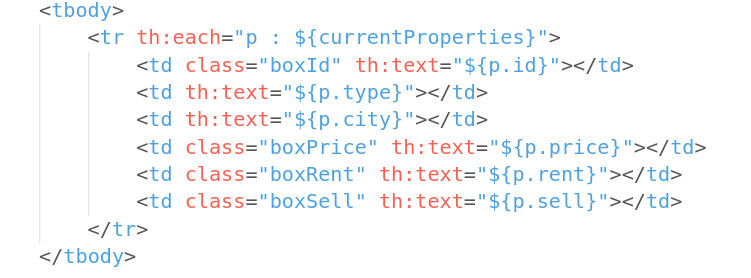 <tbody>
<tr th:each="p : ${currentProperties}">
<td class="boxId" th:text="${p.id}"></td>
<td th:text="${p.type}"></td>
<td th:text="${p.city}"></td>
<td class="boxPrice" th:text="${p.price}"></td>
<td class="boxRent" th:text="${p.rent}"></td>
<td class="boxSell" th:text="${p.sell}"></td>
</tr>
</tbody>